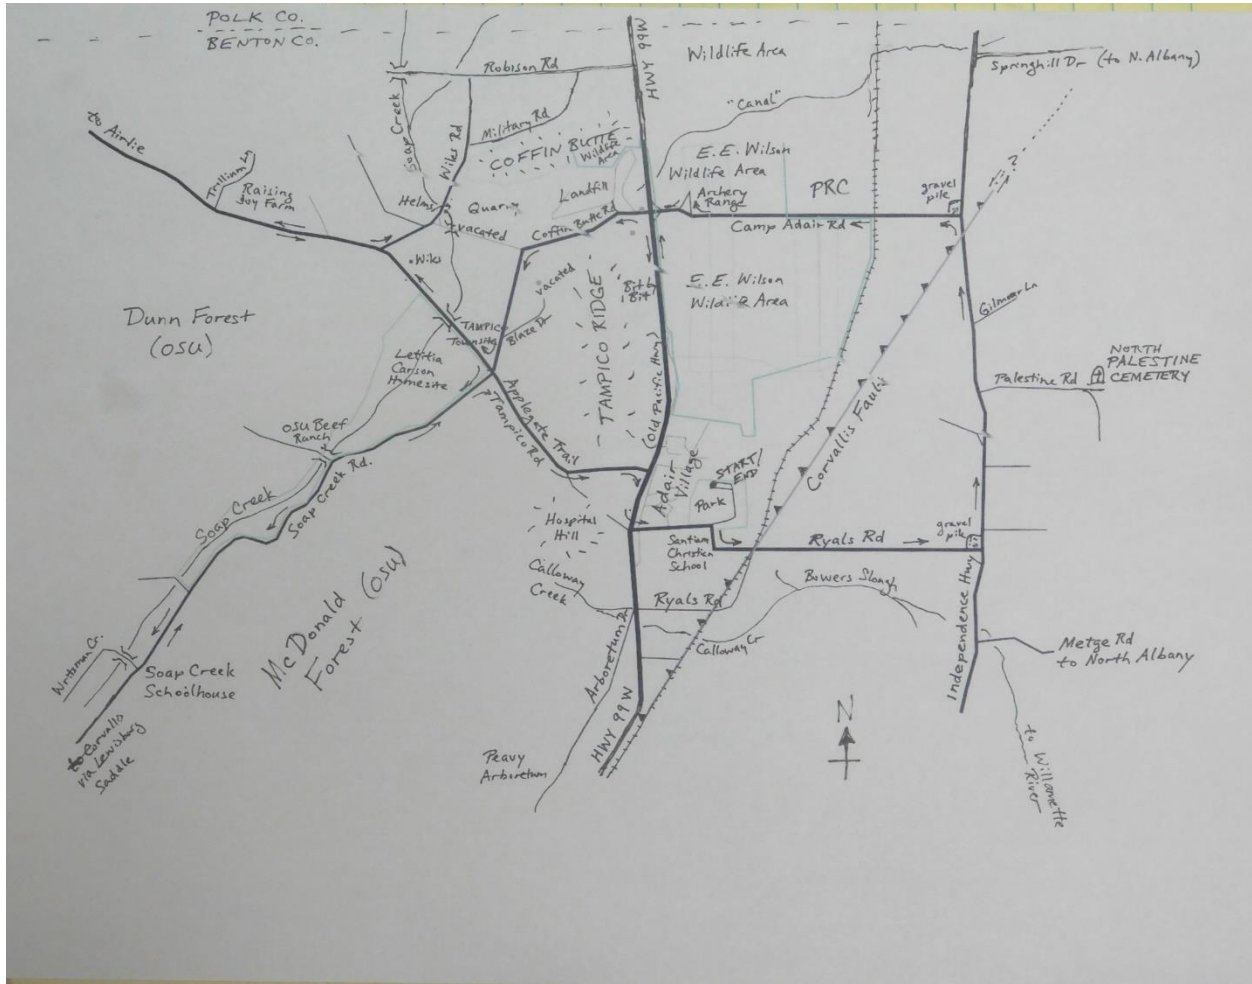 POLK CO.
BENTON CO.
HWY 99W
Wildlife Area
Springhill Dr (to N. Albany)
Robison Rd
"Canal"
to Airlie
Soap Creek
Wiks Rd
Military Rd
COFFIN BUTTE
Wildlife
Area
E. E. Wilson
Wildlife Area
PRC
Trillium Ln
Raising
Joy Farm
Helms
Quarry
Landfill
Archery
Range
gravel
pile
vacated
Coffin Butte Rd
Camp Adair Rd
Wiks
vacated
E. E. Wilson
Wildlife Area
Dunn Forest
(OSU)
TAMPICO
Townsite
Blaze Dr
TAMPICO RIDGE
Gilmour Ln
Letitia
Carson
Homesite
(Old Pacific Hwy)
Corvallis Fault
Palestine Rd
NORTH
PALESTINE
CEMETERY
OSU Beef
Ranch
Applegate Trail
Tampico Rd
Adair
Village
START/
END
Park
Soap Creek
Soap Creek Rd.
Hospital
Hill
Santiam
Christian
School
Ryals Rd
gravel
pile
McDonald (OSU)
Forest
Calloway
Creek
Ryals Rd
Bowers Slough
Independence Hwy
Arboretum Dr
Calloway Cr
Metge Rd
to North Albany
Writsman Cr.
Soap Creek
Schoolhouse
to Corvallis
via Lewisburg
Saddle
HWY 99W
Peavy
Arboretum
N
to Willamette
River